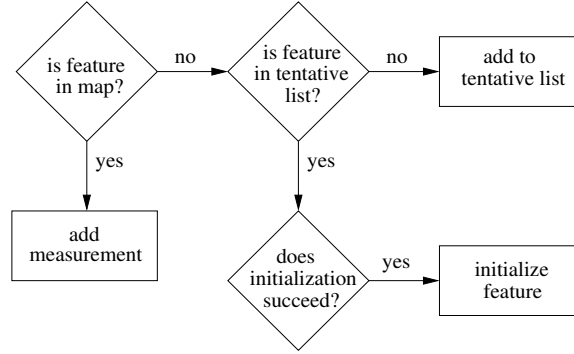 is feature
in map?
no
is feature
in tentative
list?
no
add to
tentative list
yes
yes
add
measurement
does
initialization
succeed?
yes
initialize
feature